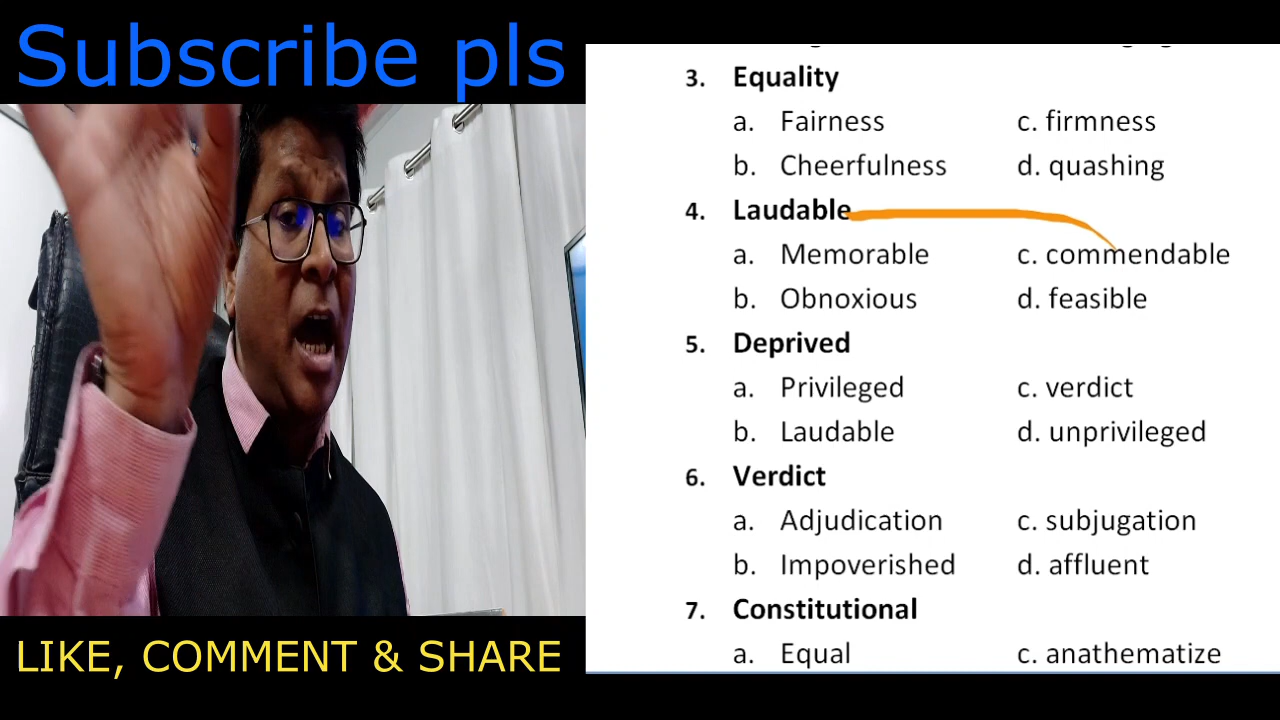 Subscribe pls
3. Equality
a. Fairness c. firmness
b. Cheerfulness d. quashing
4. Laudable
a. Memorable c. commendable
b. Obnoxious d. feasible
5. Deprived
a. Privileged c. verdict
b. Laudable d. unprivileged
6. Verdict
a. Adjudication c. subjugation
b. Impoverished d. affluent
7. Constitutional
a. Equal c. anathematize
LIKE, COMMENT & SHARE